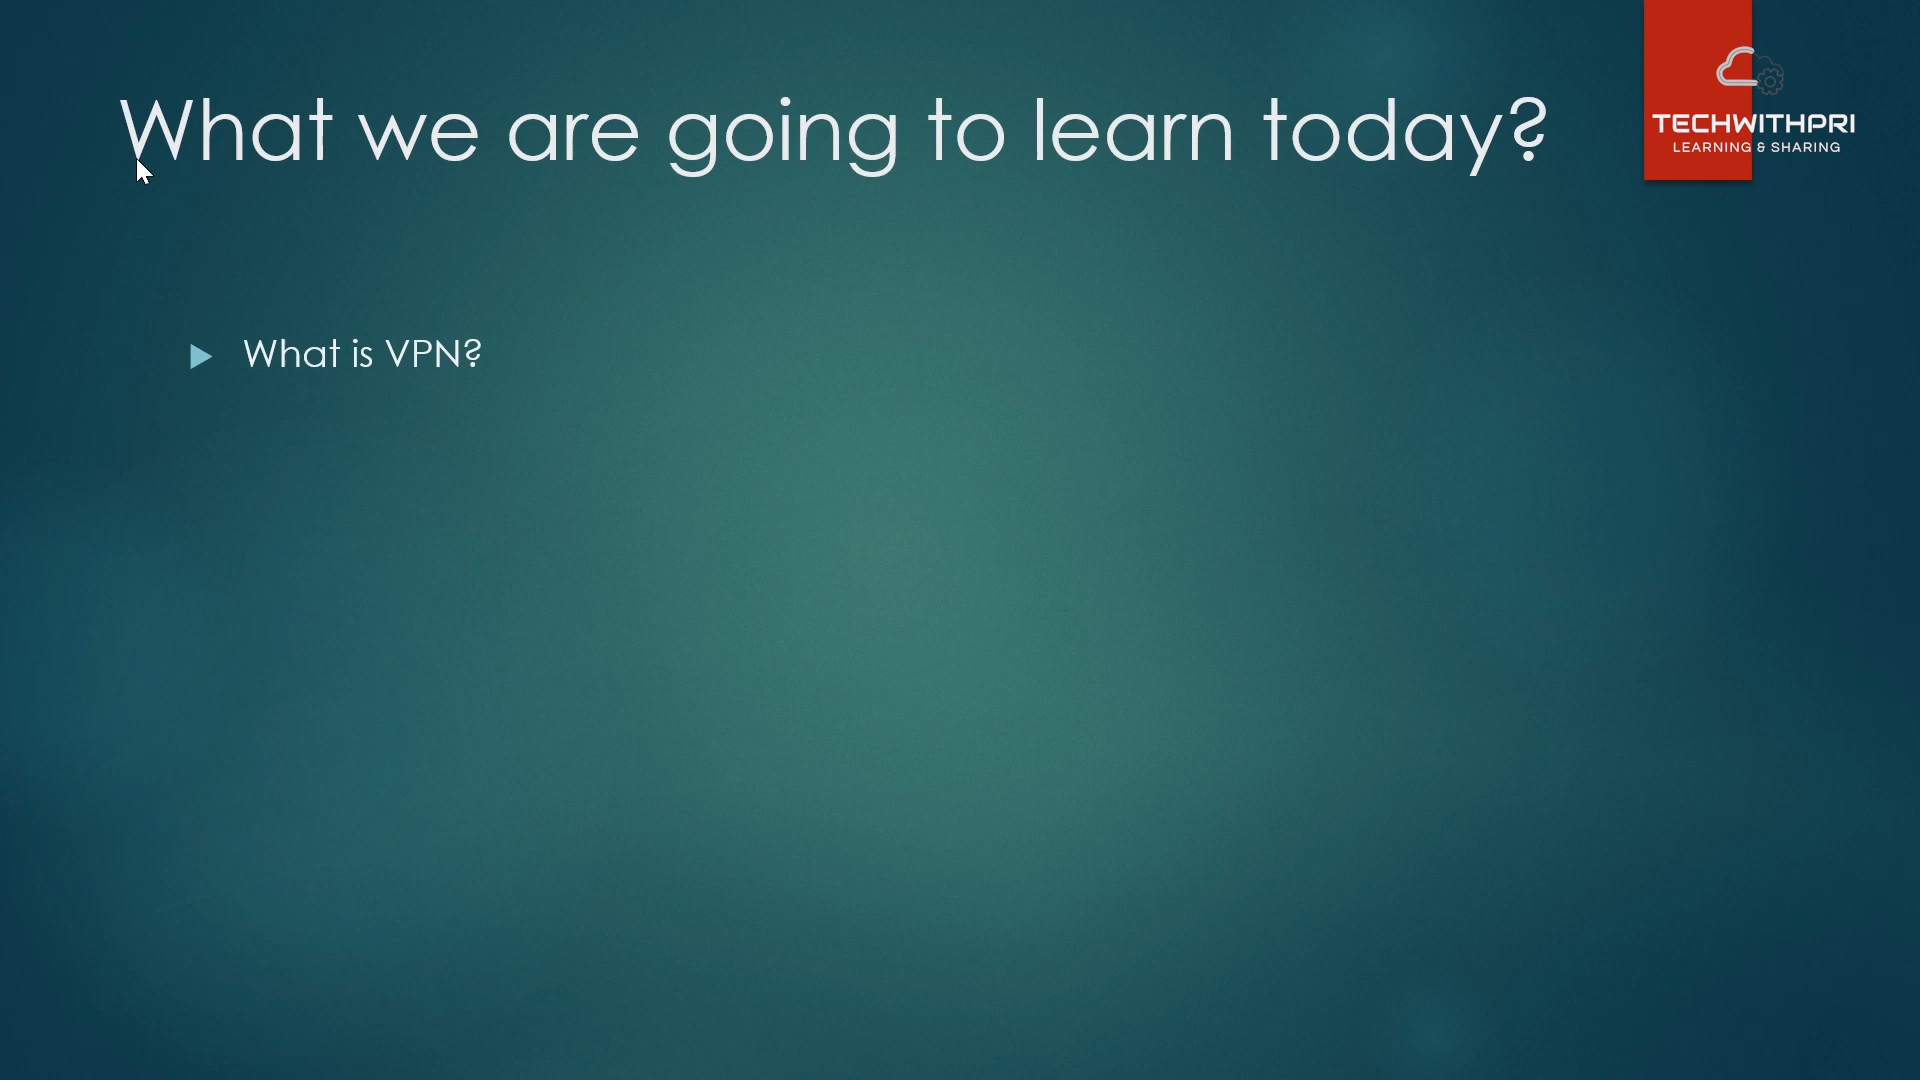 What we are going to learn today?
TECHWITHPRI
LEARNING & SHARING
What is VPN?